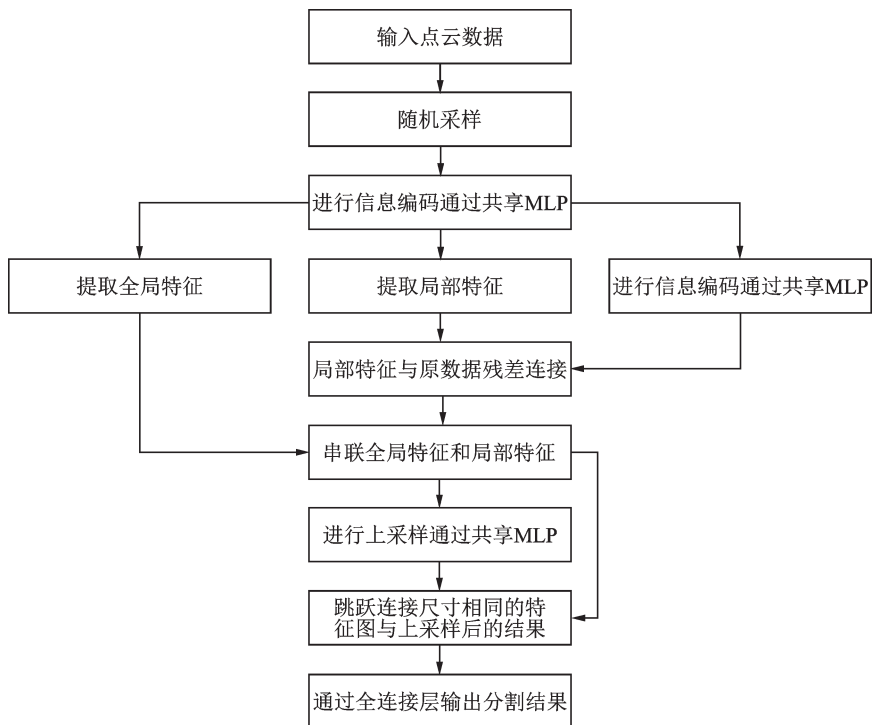 输入点云数据
随机采样
进行信息编码通过共享MLP
提取全局特征
提取局部特征
进行信息编码通过共享MLP
局部特征与原数据残差连接
串联全局特征和局部特征
进行上采样通过共享MLP
跳跃连接尺寸相同的特
征图与上采样后的结果
通过全连接层输出分割结果